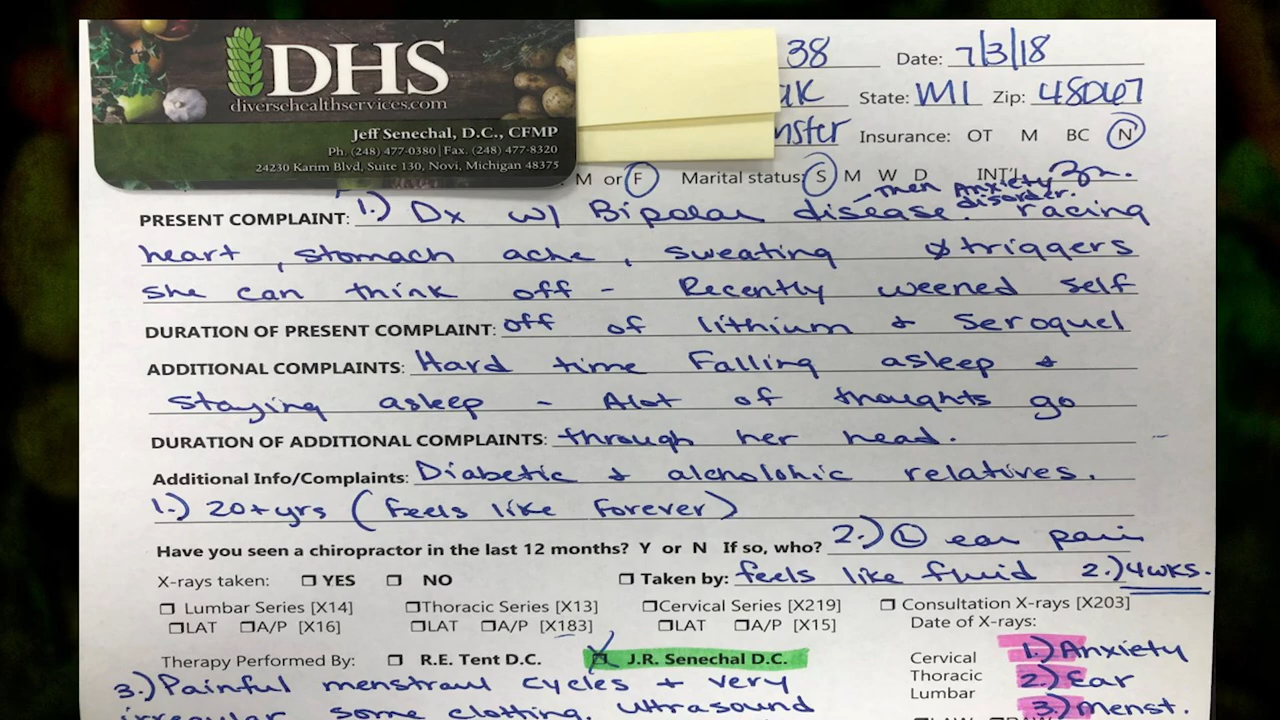 DHS
diversehealthservices.com
Jeff Senechal, D.C., CFMP
Ph. (248) 477-0380 | Fax. (248) 477-8320
24230 Karim Blvd, Suite 130, Novi, Michigan 48375
38 Date: 7/3/18
State: MI Zip: 48067
Insurance: OT M BC N
M or F Marital status: S M W D INT'L
Then Anxiety disorder.
PRESENT COMPLAINT: 1.) Dx w/ Bipolar disease. racing
heart, stomach ache, sweating Ø triggers
she can think off - Recently weened self
DURATION OF PRESENT COMPLAINT: off of lithium & Seroquel
ADDITIONAL COMPLAINTS: Hard time Falling asleep &
staying asleep - Alot of thoughts go
DURATION OF ADDITIONAL COMPLAINTS: through her head.
Additional Info/Complaints: Diabetic & alcholohic relatives.
1.) 20+yrs (feels like forever)
Have you seen a chiropractor in the last 12 months? Y or N If so, who? 2.) L ear pain
X-rays taken: YES NO Taken by: feels like fluid 2.) 4wks.
Lumbar Series [X14] Thoracic Series [X13] Cervical Series [X219] Consultation X-rays [X203]
LAT A/P [X16] LAT A/P [X183] LAT A/P [X15] Date of X-rays:
Therapy Performed By: R.E. Tent D.C. J.R. Senechal D.C.
Cervical 1.) Anxiety
Thoracic 2.) Ear
Lumbar 3.) Menst.
3.) Painful menstraul cycles + very
irregular some clotting. Ultrasound